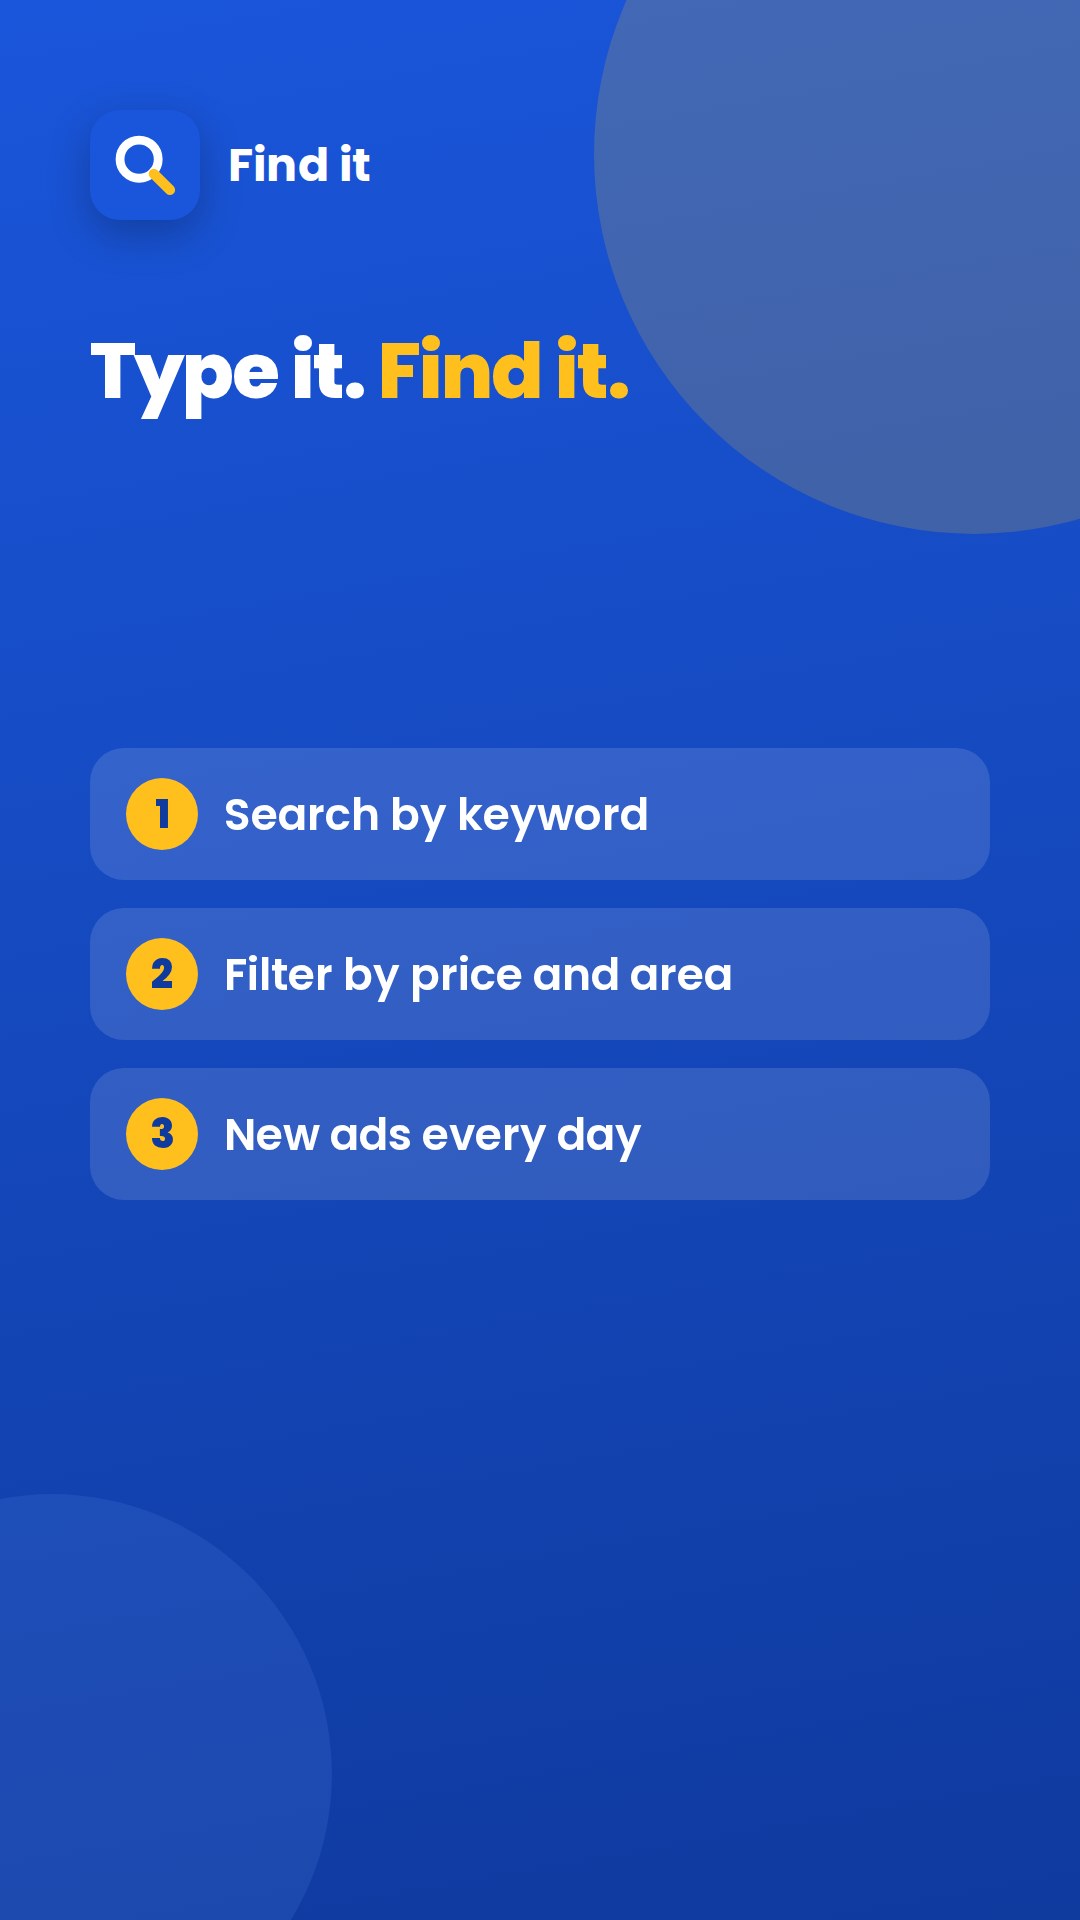 Find it
Type it. Find it.
1 Search by keyword
2 Filter by price and area
3 New ads every day